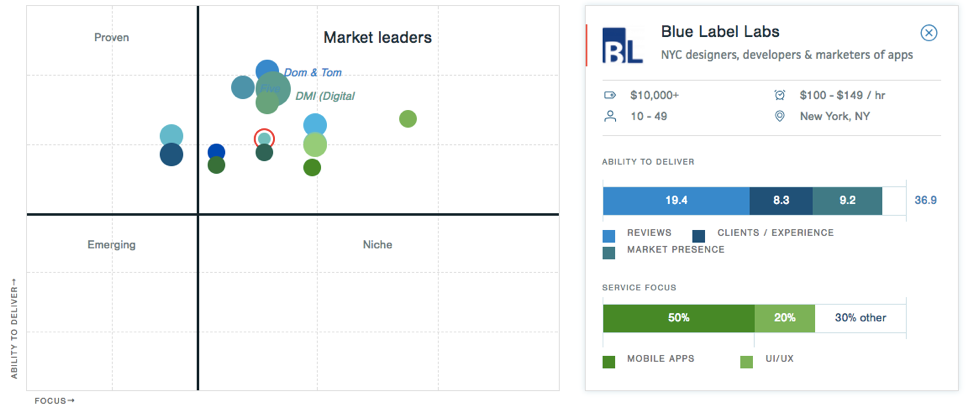 Proven
Market leaders
Dom & Tom
DMI (Digital
Emerging
Niche
ABILITY TO DELIVER→
FOCUS→
BL
Blue Label Labs
NYC designers, developers & marketers of apps
$10,000+
$100 - $149 / hr
10 - 49
New York, NY
ABILITY TO DELIVER
19.4 8.3 9.2 36.9
REVIEWS CLIENTS / EXPERIENCE
MARKET PRESENCE
SERVICE FOCUS
50% 20% 30% other
MOBILE APPS UI/UX